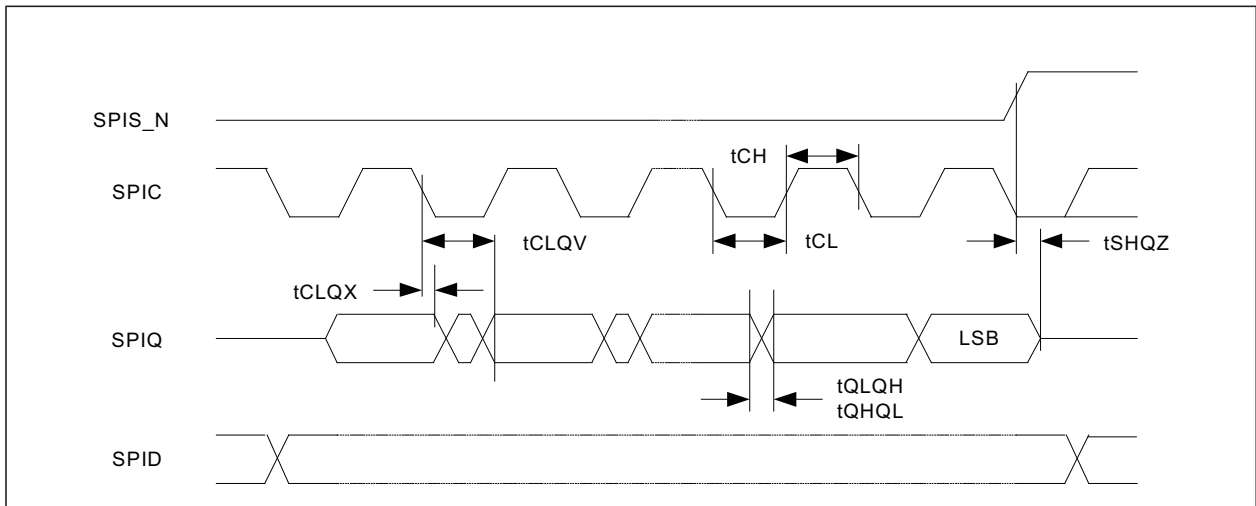 SPIS_N
tCH
SPIC
tCLQV
tCL
tSHQZ
tCLQX
SPIQ
LSB
tQLQH
tQHQL
SPID